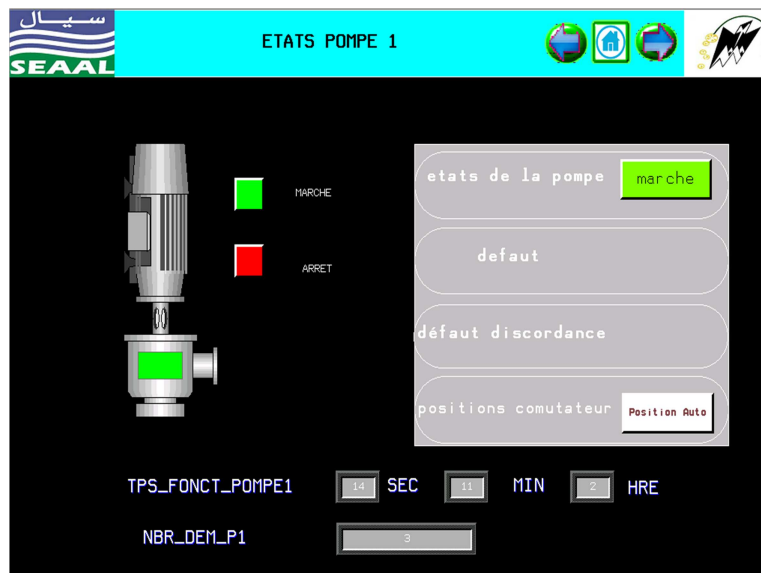 سيال
SEAAL
ETATS POMPE 1
MARCHE
ARRET
etats de la pompe
marche
defaut
défaut discordance
positions comutateur
Position Auto
TPS_FONCT_POMPE1 14 SEC 11 MIN 2 HRE
NBR_DEM_P1 3